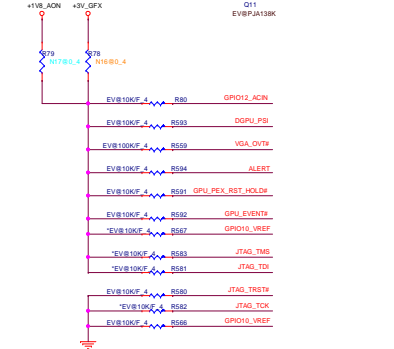 +1V8_AON +3V_GFX Q11
EV@PJA138K
R79 R78
N17@0_4 N16@0_4
EV@10K/F_4 R80 GPIO12_ACIN
EV@10K/F_4 R593 DGPU_PSI
EV@100K/F_4 R559 VGA_OVT#
EV@10K/F_4 R594 ALERT
EV@10K/F_4 R591 GPU_PEX_RST_HOLD#
EV@10K/F_4 R592 GPU_EVENT#
*EV@10K/F_4 R567 GPIO10_VREF
*EV@10K/F_4 R583 JTAG_TMS
*EV@10K/F_4 R581 JTAG_TDI
EV@10K/F_4 R580 JTAG_TRST#
*EV@10K/F_4 R582 JTAG_TCK
EV@10K/F_4 R566 GPIO10_VREF